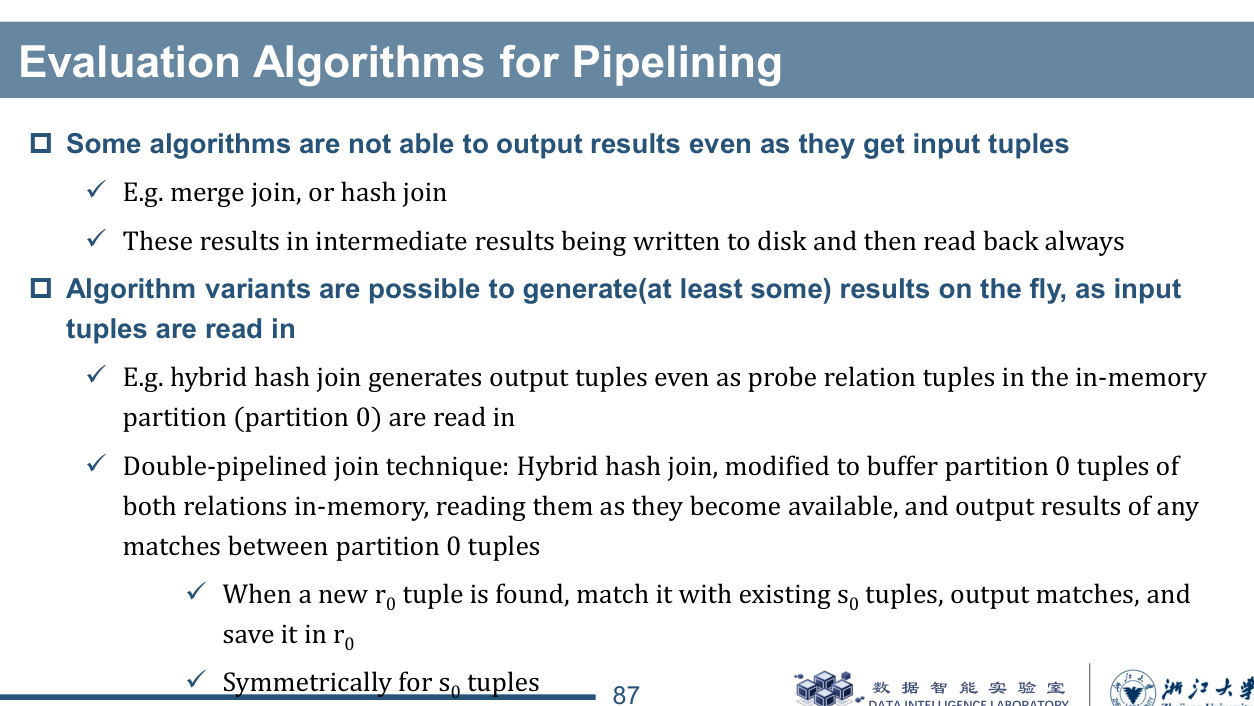 Evaluation Algorithms for Pipelining
Some algorithms are not able to output results even as they get input tuples
E.g. merge join, or hash join
These results in intermediate results being written to disk and then read back always
Algorithm variants are possible to generate(at least some) results on the fly, as input
tuples are read in
E.g. hybrid hash join generates output tuples even as probe relation tuples in the in-memory
partition (partition 0) are read in
Double-pipelined join technique: Hybrid hash join, modified to buffer partition 0 tuples of
both relations in-memory, reading them as they become available, and output results of any
matches between partition 0 tuples
When a new r0 tuple is found, match it with existing s0 tuples, output matches, and
save it in r0
Symmetrically for s0 tuples
87
数据智能实验室
DATA INTELLIGENCE LABORATORY
浙江大学
Zhejiang University